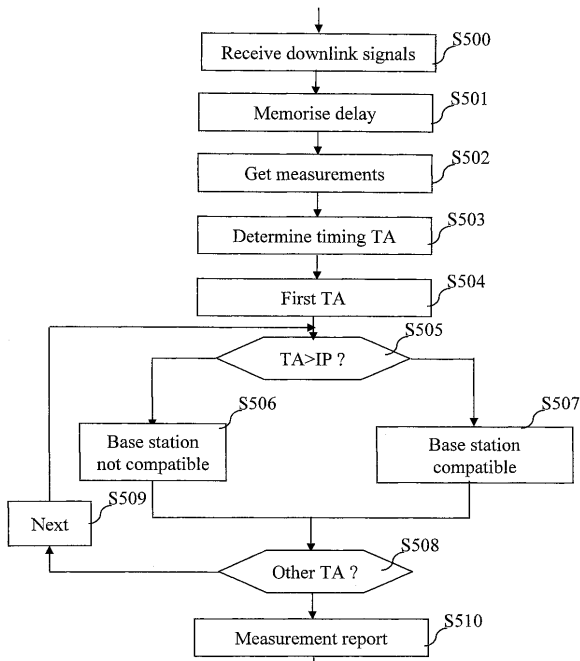 Receive downlink signals
S500
Memorise delay
S501
Get measurements
S502
Determine timing TA
S503
First TA
S504
TA>IP ?
S505
Base station
not compatible
S506
Base station
compatible
S507
Next
S509
Other TA ?
S508
Measurement report
S510